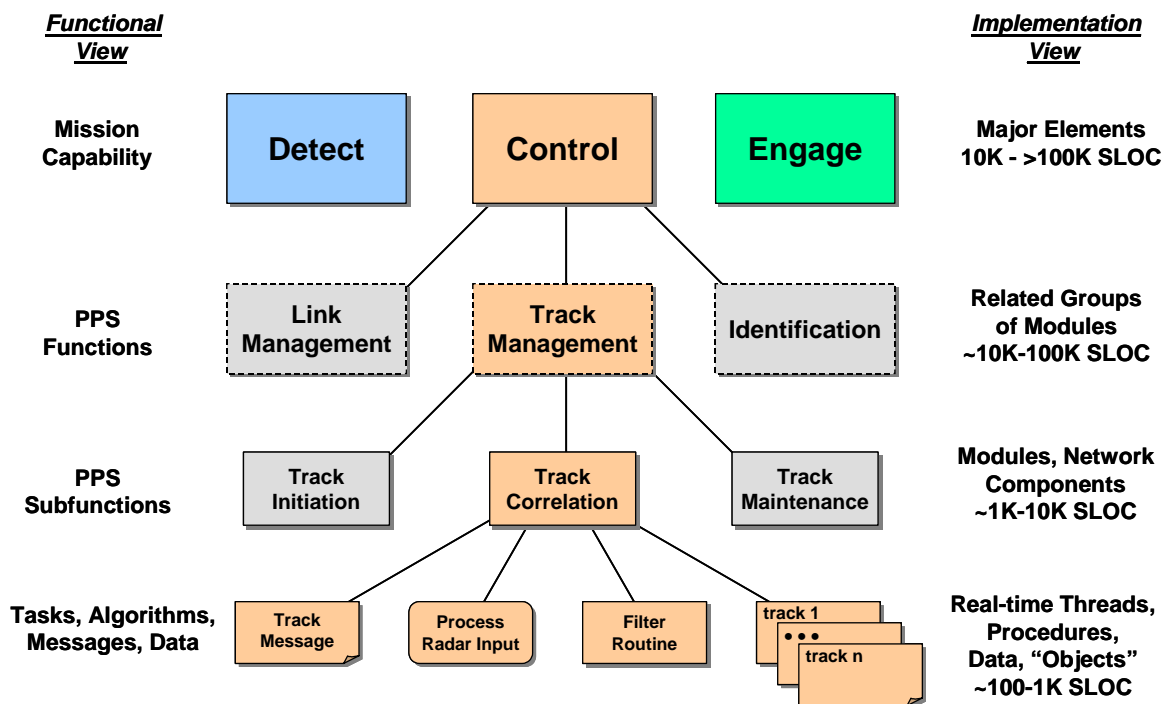 Functional
View
Implementation
View
Mission
Capability
Detect
Control
Engage
Major Elements
10K - >100K SLOC
PPS
Functions
Link
Management
Track
Management
Identification
Related Groups
of Modules
~10K-100K SLOC
PPS
Subfunctions
Track
Initiation
Track
Correlation
Track
Maintenance
Modules, Network
Components
~1K-10K SLOC
Tasks, Algorithms,
Messages, Data
Track
Message
Process
Radar Input
Filter
Routine
track 1
• • •
track n
Real-time Threads,
Procedures,
Data, “Objects”
~100-1K SLOC